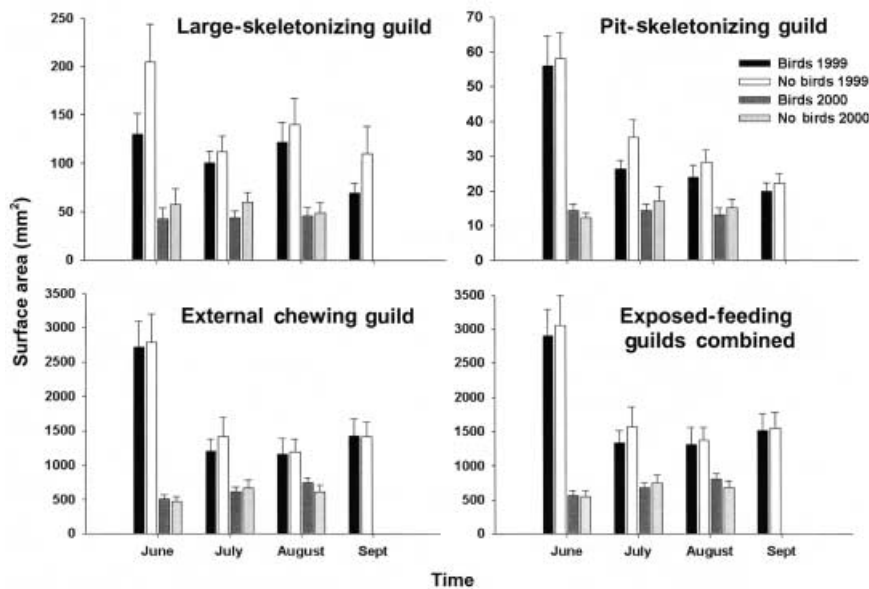 Large-skeletonizing guild
250
200
150
100
50
0
Pit-skeletonizing guild
70
60
50
40
30
20
10
0
Birds 1999
No birds 1999
Birds 2000
No birds 2000
Surface area (mm²)
External chewing guild
3500
3000
2500
2000
1500
1000
500
0
June July August Sept
Exposed-feeding
guilds combined
3500
3000
2500
2000
1500
1000
500
0
June July August Sept
Time